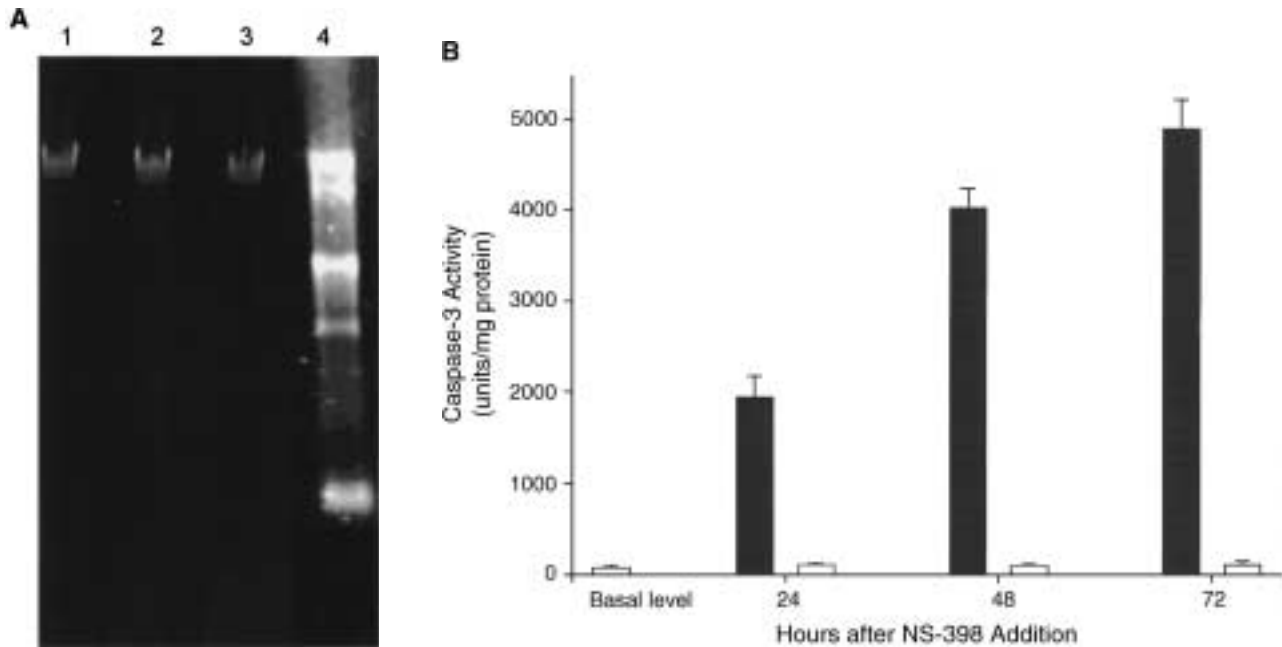 A
1 2 3 4
B
Caspase-3 Activity
(units/mg protein)
5000
4000
3000
2000
1000
0
Basal level 24 48 72
Hours after NS-398 Addition